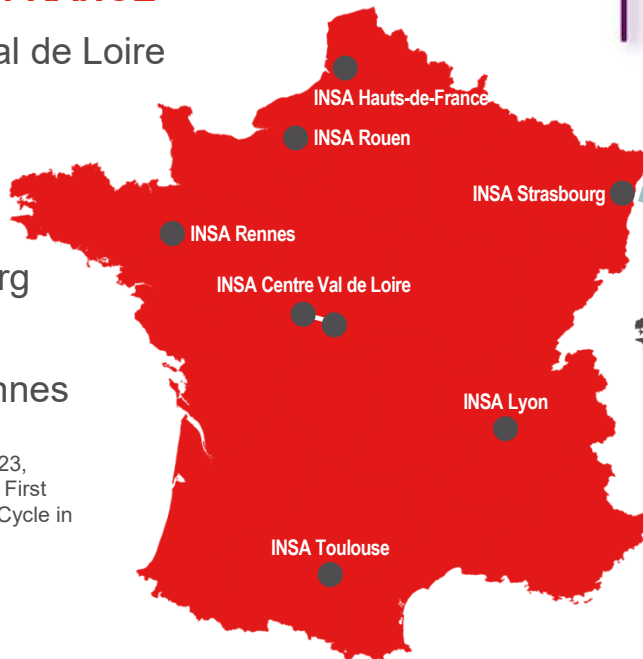 FRANCE
al de Loire
INSA Hauts-de-France
INSA Rouen
INSA Strasbourg
INSA Rennes
rg
INSA Centre Val de Loire
nnes
INSA Lyon
23,
First
Cycle in
INSA Toulouse